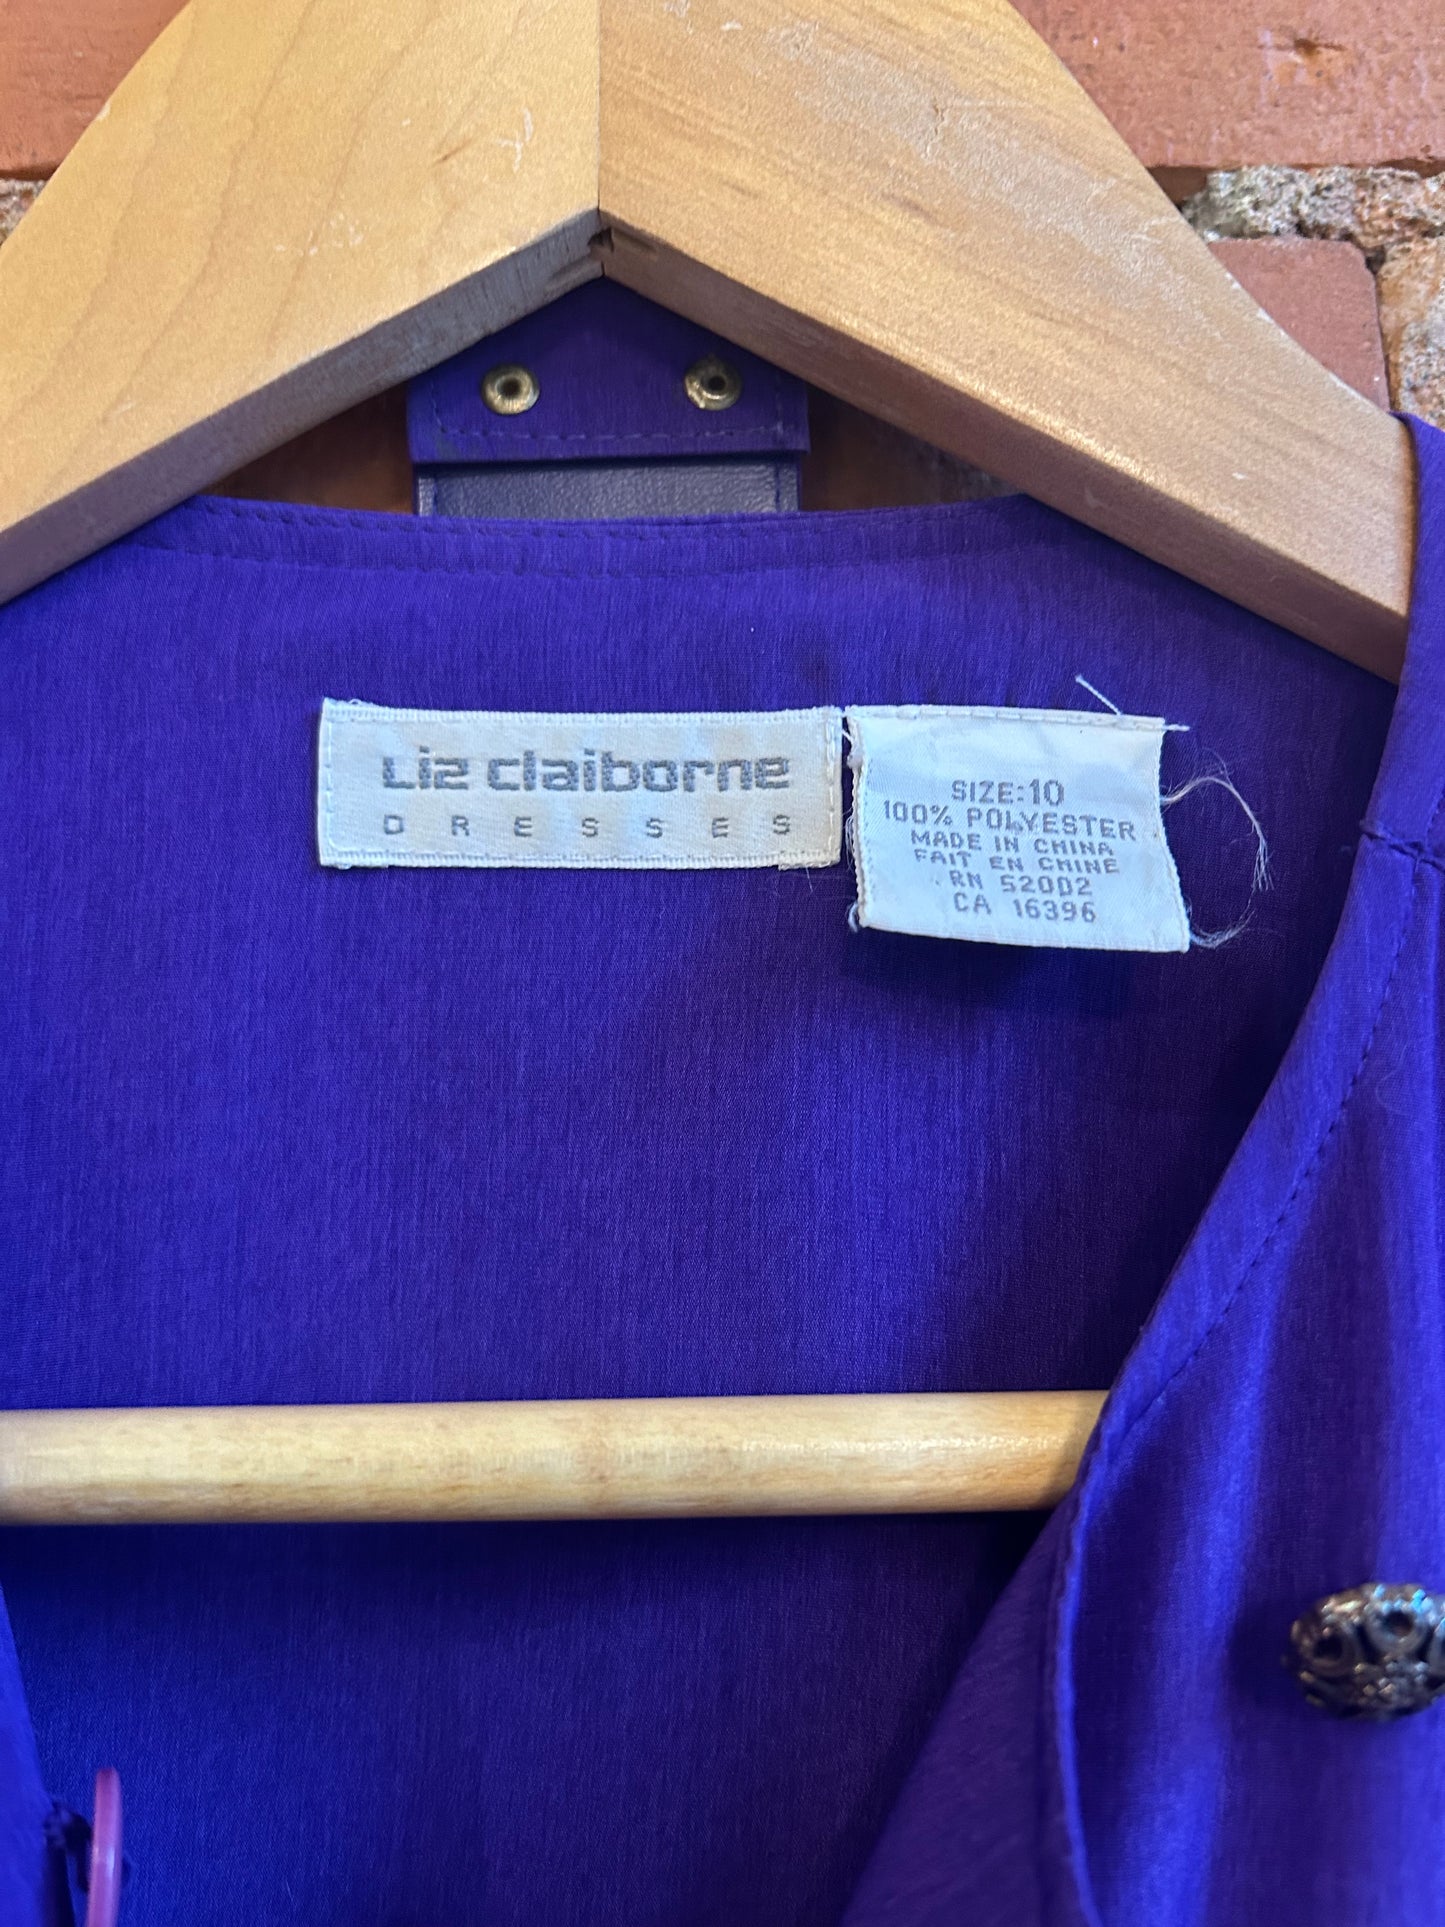 Liz claiborne
DRESSES
SIZE:10
100% POLYESTER
MADE IN CHINA
FAIT EN CHINE
RN 52002
CA 16396